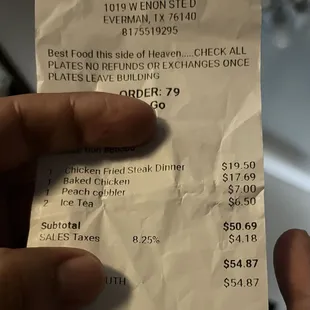 1019 W ENON STE D
EVERMAN, TX 76140
8175519295
Best Food this side of Heaven.....CHECK ALL
PLATES NO REFUNDS OR EXCHANGES ONCE
PLATES LEAVE BUILDING
ORDER: 79
Go
1 Chicken Fried Steak Dinner $19.50
1 Baked Chicken $17.69
1 Peach cobbler $7.00
2 Ice Tea $6.50
Subtotal $50.69
SALES Taxes 8.25% $4.18
$54.87
UTH $54.87